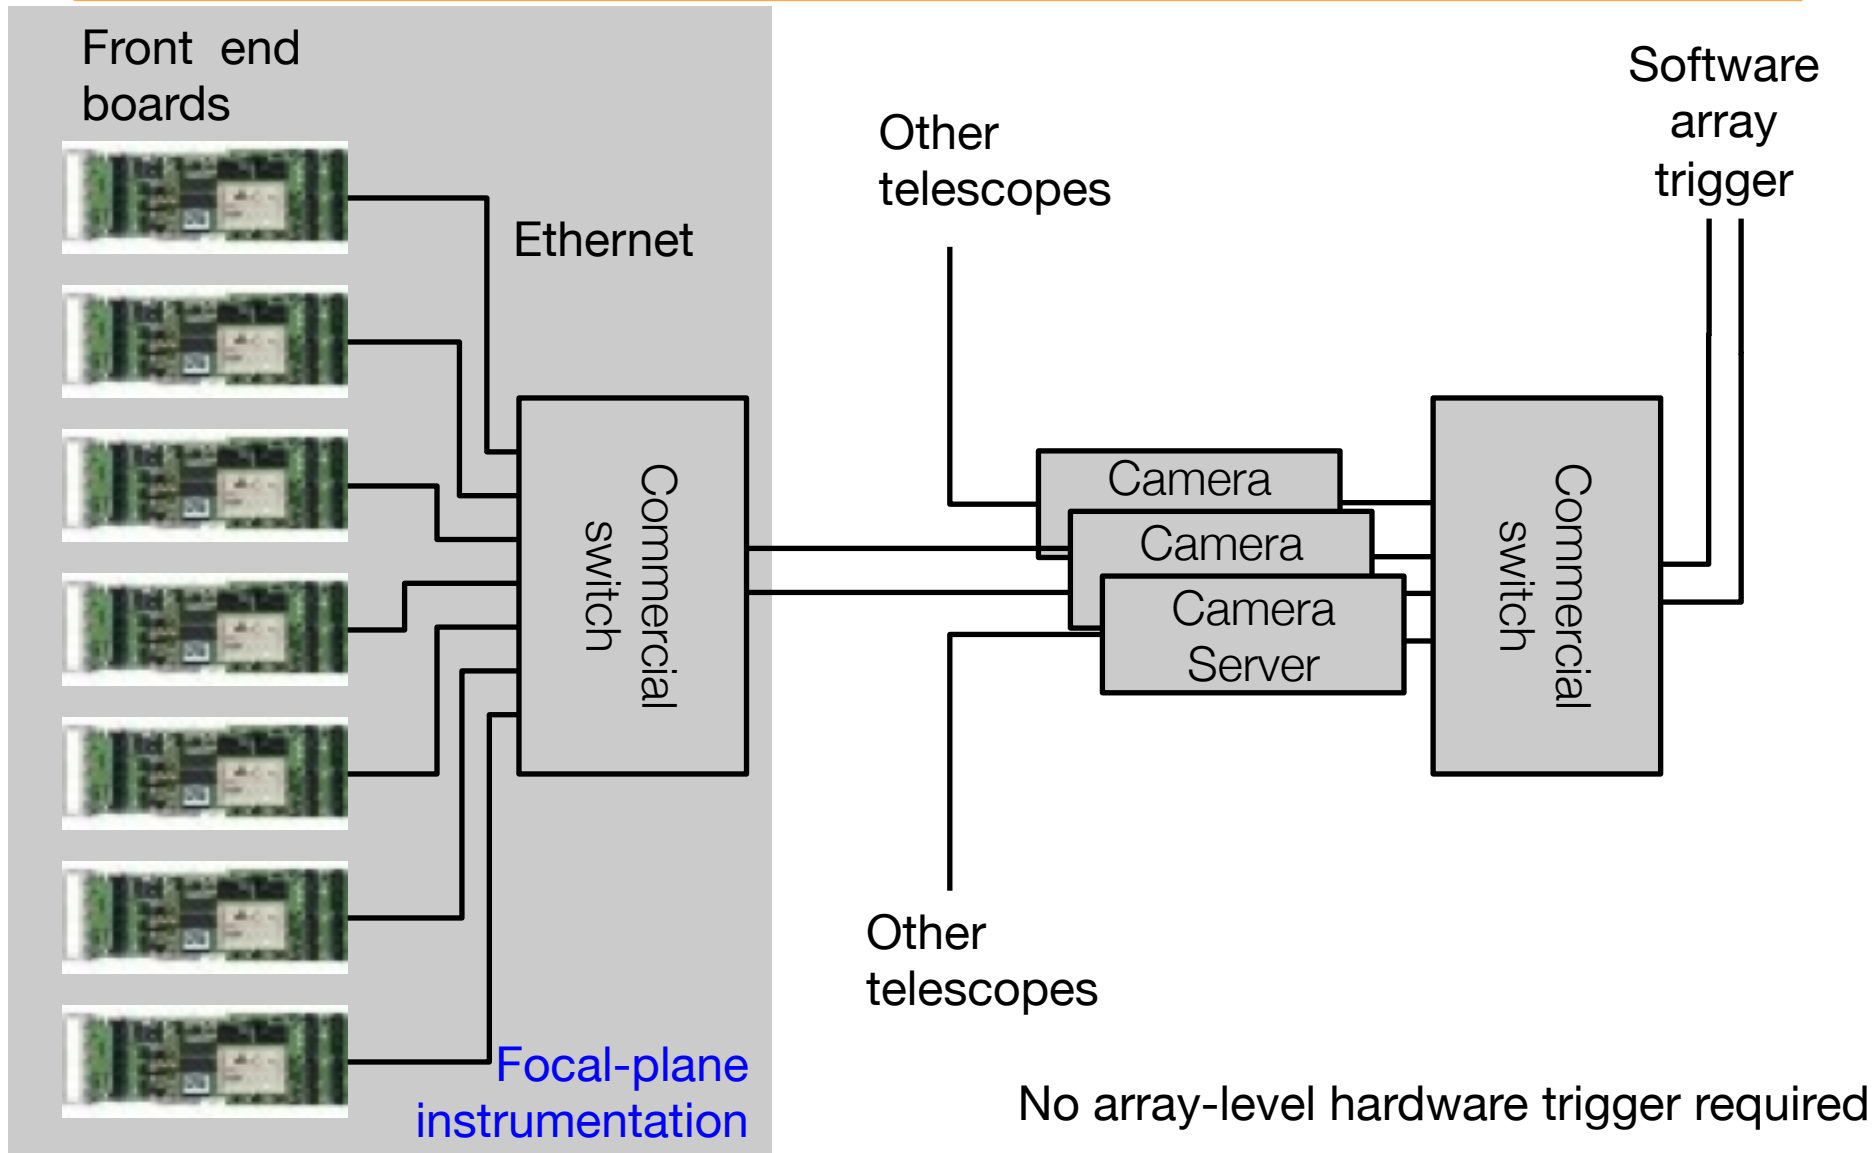 Front end
boards
Ethernet
Commercial
switch
Focal-plane
instrumentation
Other
telescopes
Camera
Camera
Camera
Server
Other
telescopes
Commercial
switch
Software
array
trigger
No array-level hardware trigger required